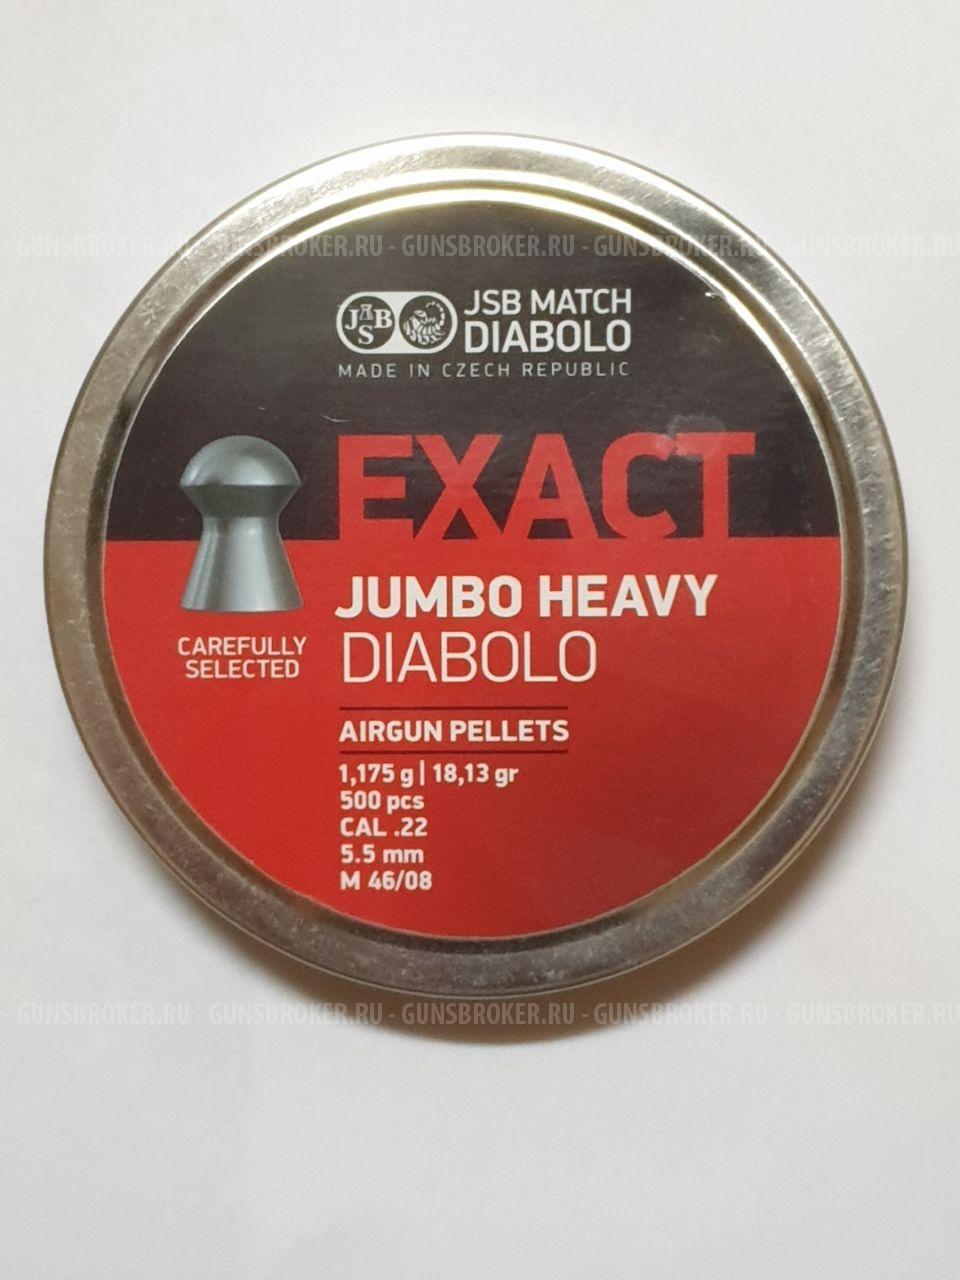 GUNSBROKER.RU - GUNSBROKER.RU - GUNSBROKER.RU - GUNSBROKER.RU - GUNSBROKER.RU
JSB
JSB MATCH
DIABOLO
MADE IN CZECH REPUBLIC
EXACT
JUMBO HEAVY
DIABOLO
CAREFULLY
SELECTED
AIRGUN PELLETS
1,175 g | 18,13 gr
500 pcs
CAL .22
5.5 mm
M 46/08
- GUNSBROKER.RU - GUNSBROKER.RU - GUNSBROKER.RU - GUNSBROKER.RU - GUNSBROKER.RU